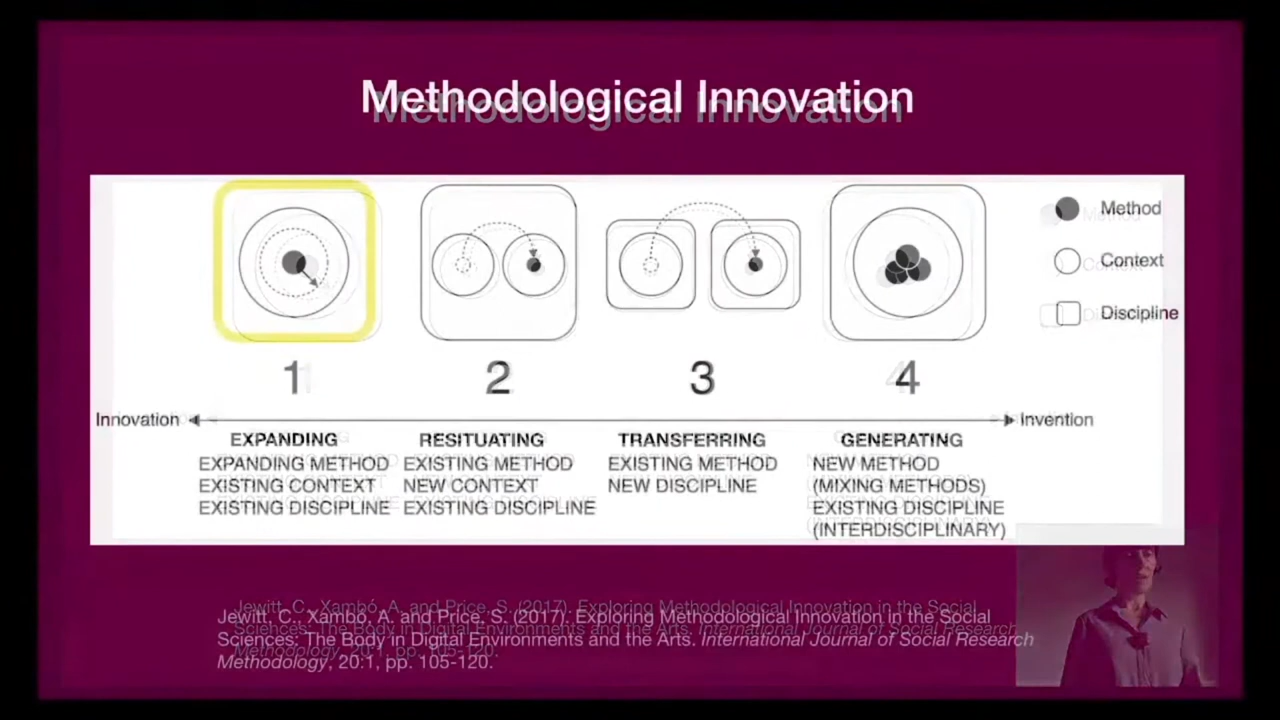 Methodological Innovation
Method
Context
Discipline
1 2 3 4
Innovation Invention
EXPANDING
EXPANDING METHOD
EXISTING CONTEXT
EXISTING DISCIPLINE
RESITUATING
EXISTING METHOD
NEW CONTEXT
EXISTING DISCIPLINE
TRANSFERRING
EXISTING METHOD
NEW DISCIPLINE
GENERATING
NEW METHOD
(MIXING METHODS)
EXISTING DISCIPLINE
(INTERDISCIPLINARY)
Jewitt, C., Xambó, A. and Price, S. (2017). Exploring Methodological Innovation in the Social
Sciences: The Body in Digital Environments and the Arts. International Journal of Social Research
Methodology, 20:1, pp. 105-120.